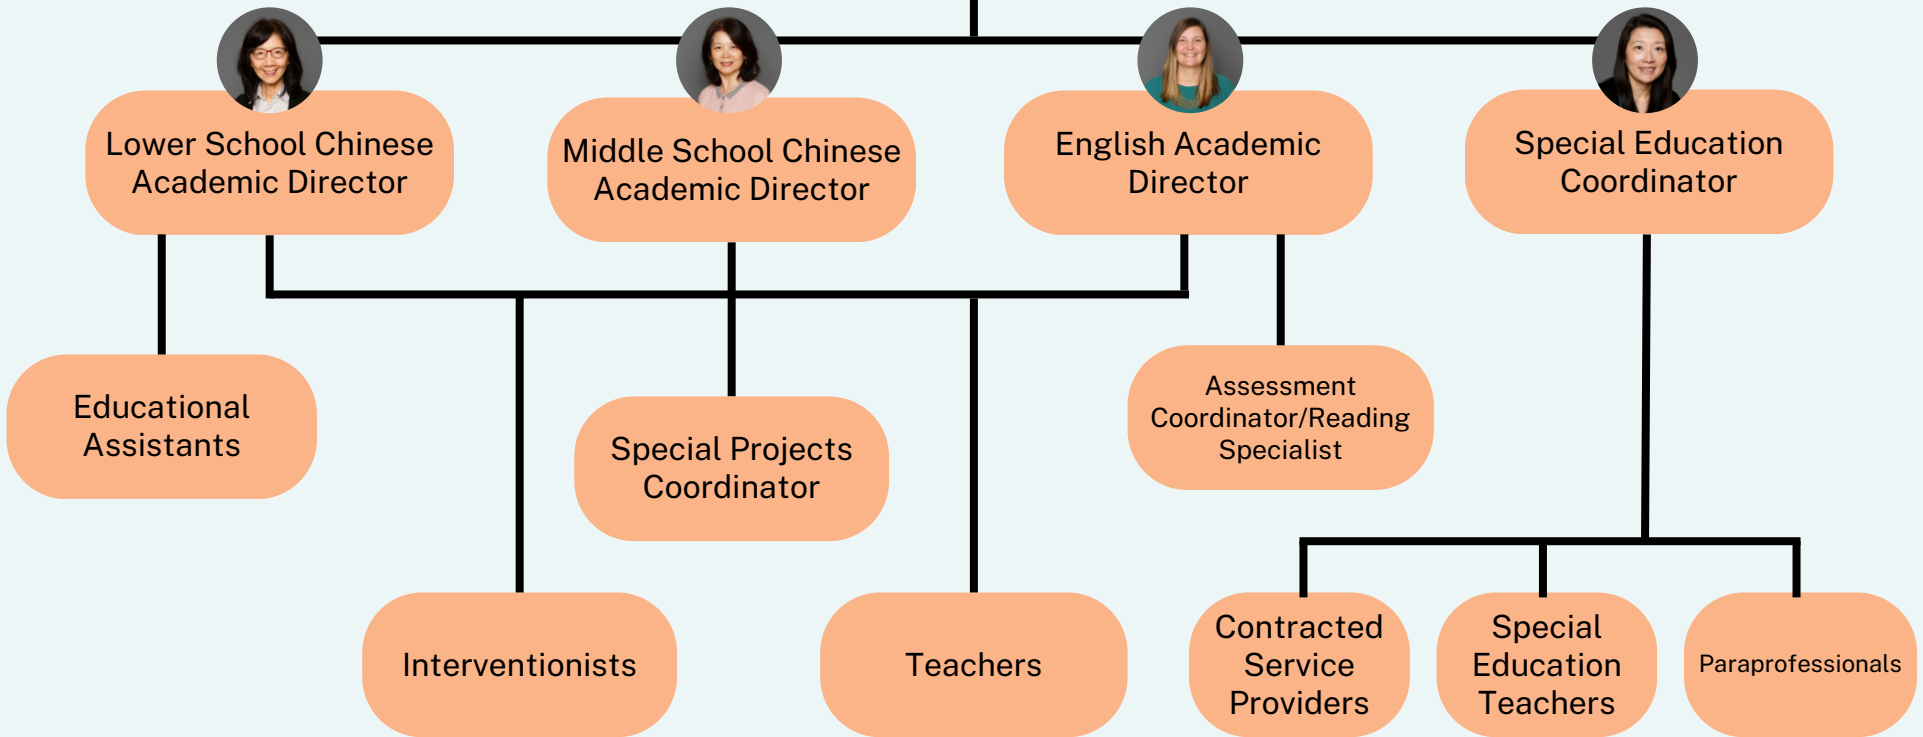 Lower School Chinese
Academic Director
Middle School Chinese
Academic Director
English Academic
Director
Special Education
Coordinator
Educational
Assistants
Special Projects
Coordinator
Assessment
Coordinator/Reading
Specialist
Interventionists
Teachers
Contracted
Service
Providers
Special
Education
Teachers
Paraprofessionals